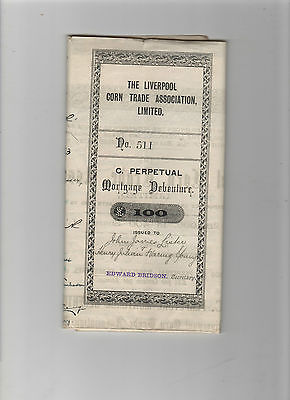 THE LIVERPOOL
CORN TRADE ASSOCIATION,
LIMITED.
No. 511
C. PERPETUAL
Mortgage Debenture.
£ 100
ISSUED TO
John James Lister
EDWARD BRIDSON, Secretary.